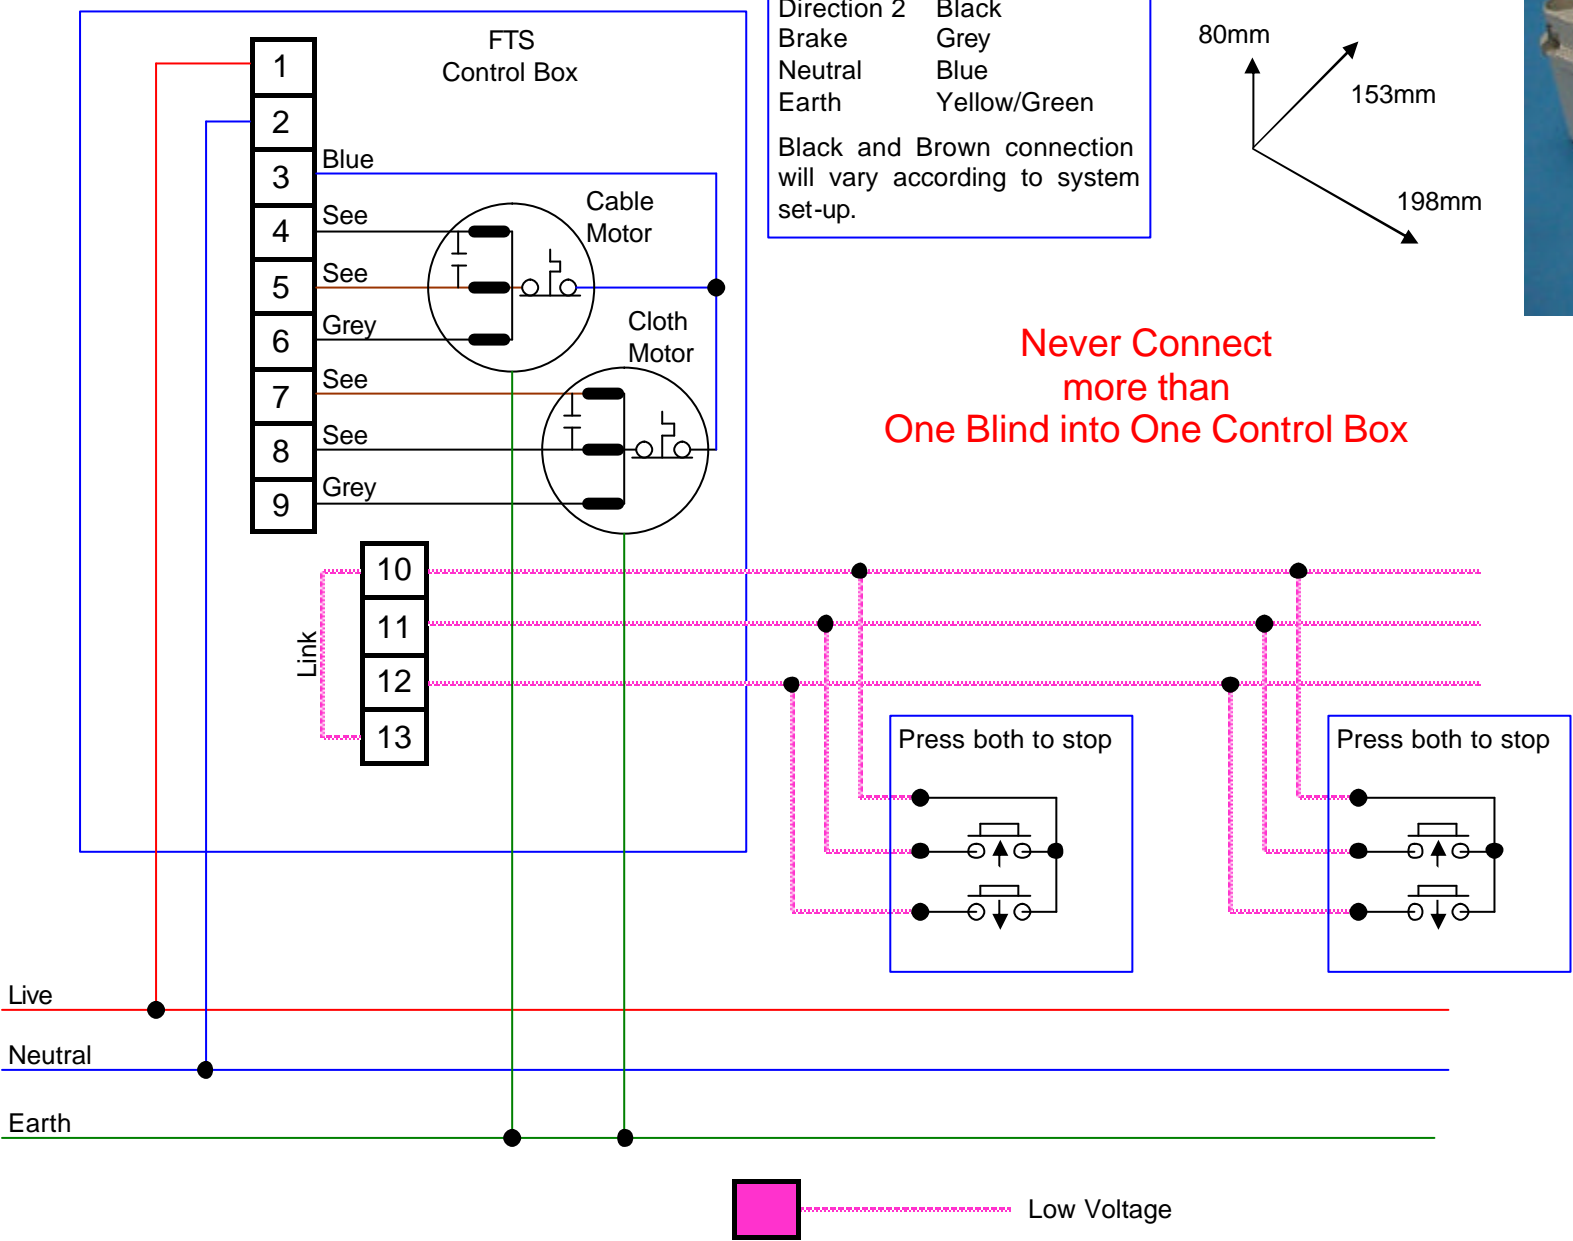 FTS
Control Box
1
2
3
4
5
6
7
8
9
Blue
See
See
Grey
See
See
Grey
Cable
Motor
Cloth
Motor
Direction 2 Black
Brake Grey
Neutral Blue
Earth Yellow/Green
Black and Brown connection
will vary according to system
set-up.
80mm
153mm
198mm
Never Connect
more than
One Blind into One Control Box
10
11
12
13
Link
Press both to stop
Press both to stop
Live
Neutral
Earth
Low Voltage